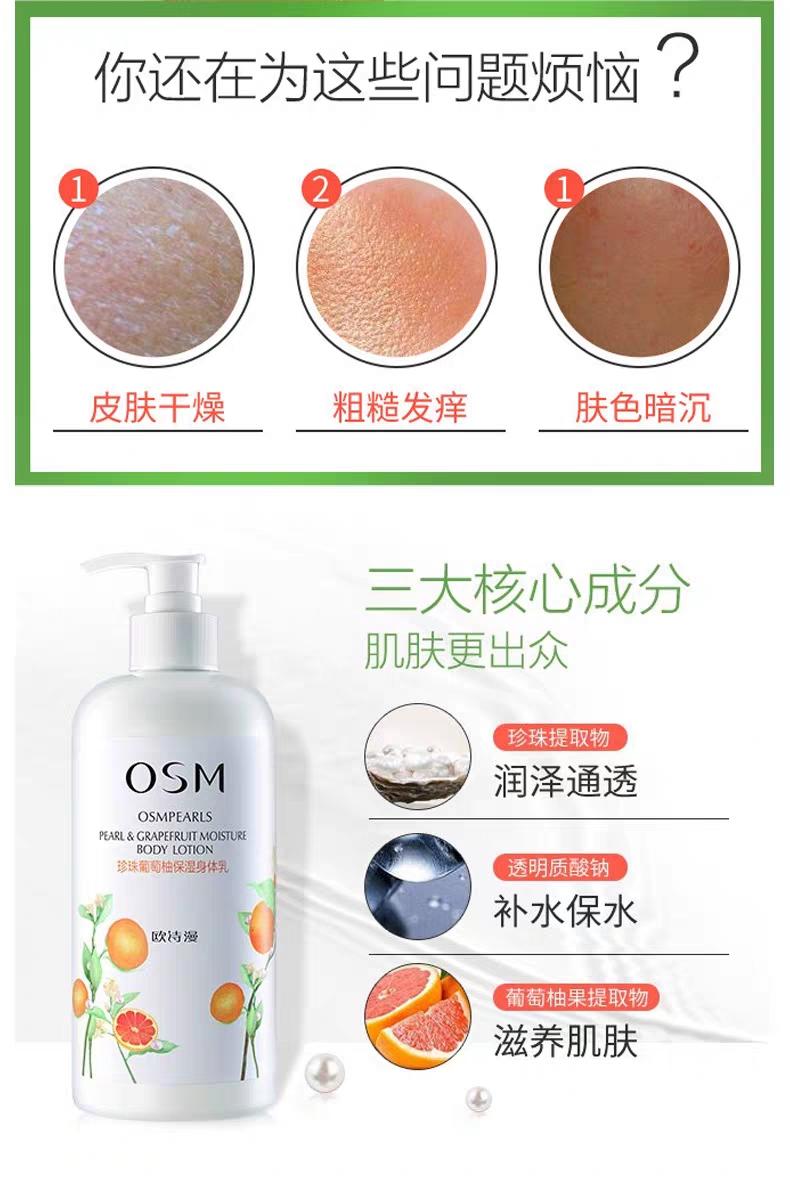 你还在为这些问题烦恼？
1
2
1
皮肤干燥
粗糙发痒
肤色暗沉
三大核心成分
肌肤更出众
OSM
OSMPEARLS
PEARL & GRAPEFRUIT MOISTURE
BODY LOTION
珍珠葡萄柚保湿身体乳
欧诗漫
珍珠提取物
润泽通透
透明质酸钠
补水保水
葡萄柚果提取物
滋养肌肤